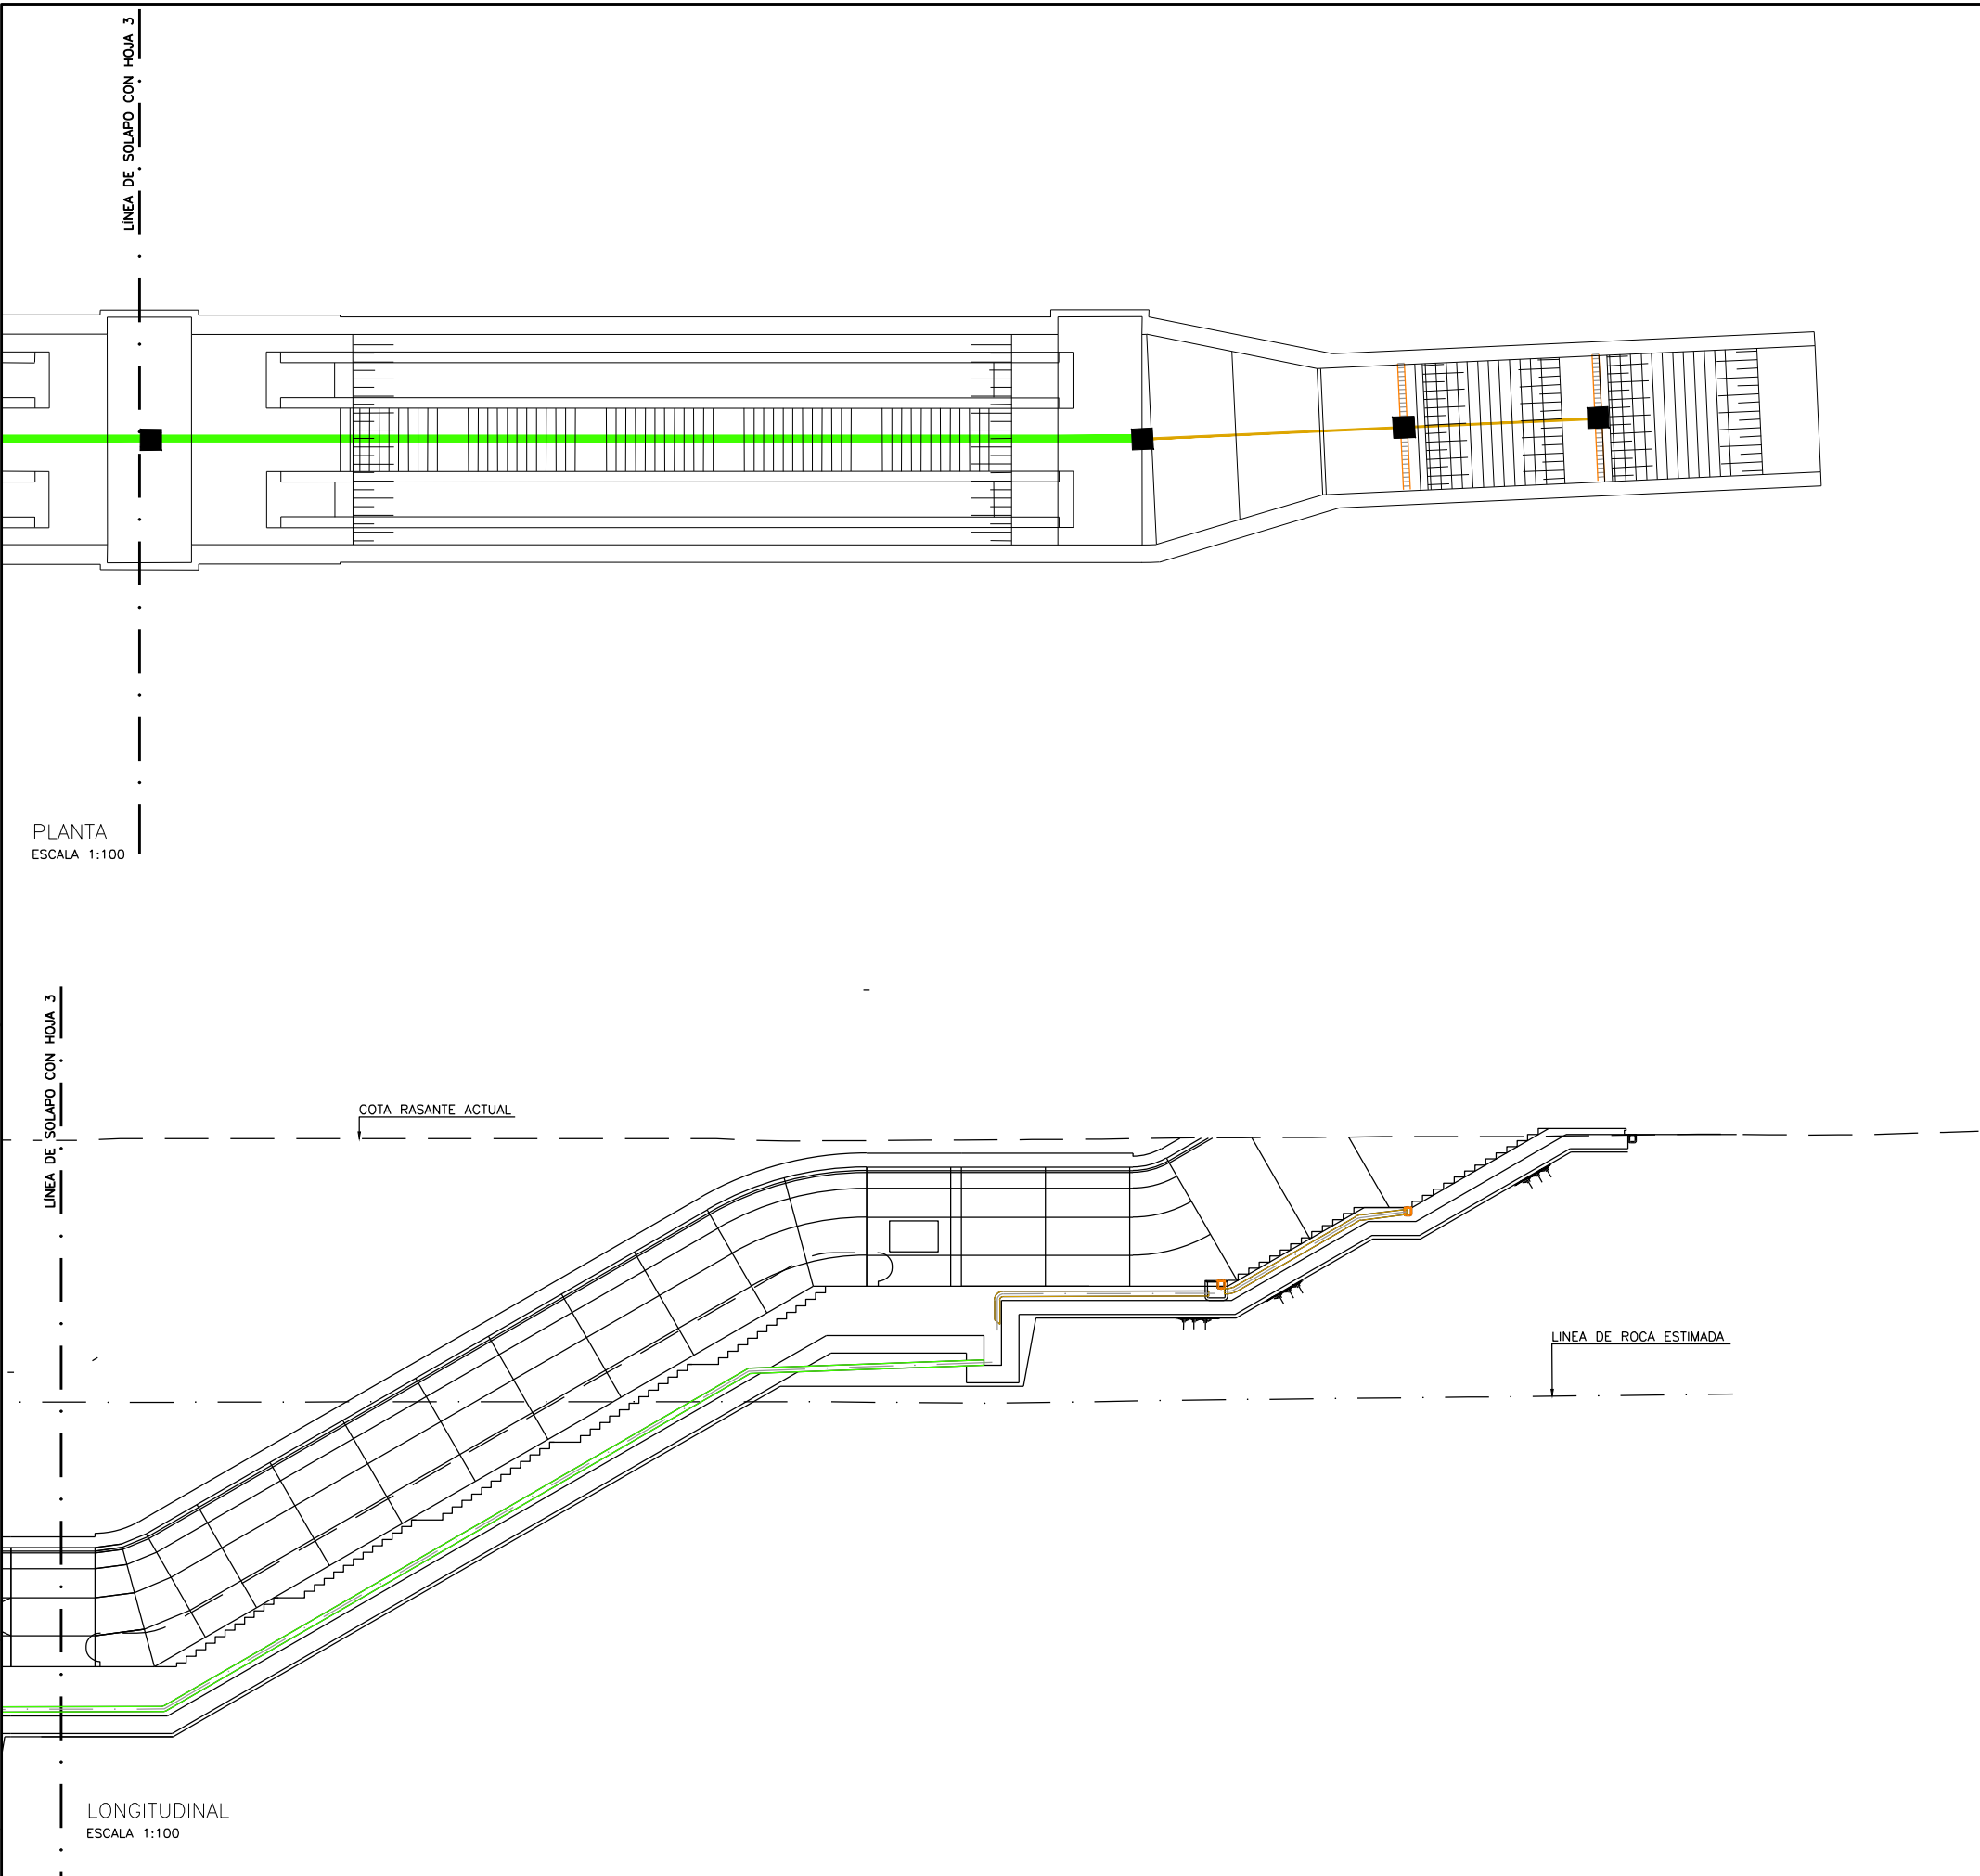 LÍNEA DE SOLAPO CON HOJA 3
PLANTA
ESCALA 1:100
LÍNEA DE SOLAPO CON HOJA 3
COTA RASANTE ACTUAL
LINEA DE ROCA ESTIMADA
LONGITUDINAL
ESCALA 1:100